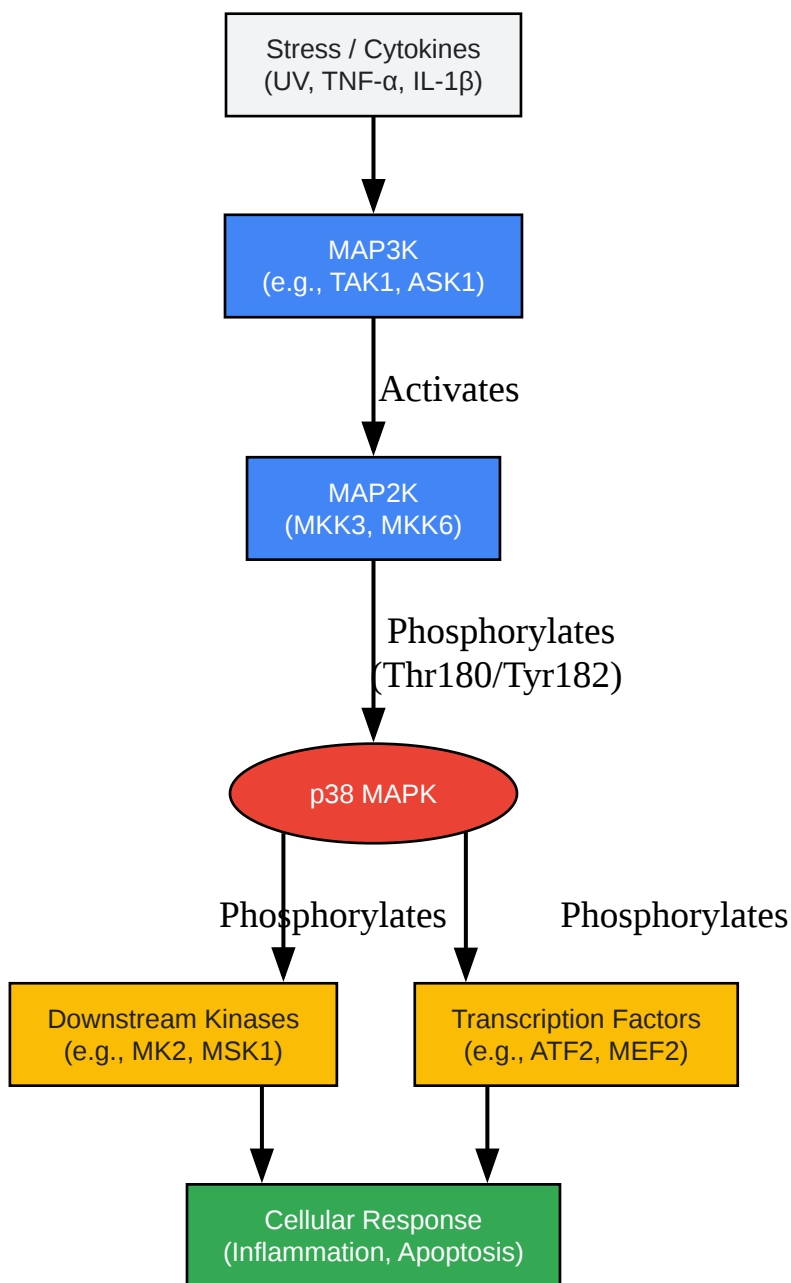 Stress / Cytokines
(UV, TNF-α, IL-1β)
MAP3K
(e.g., TAK1, ASK1)
Activates
MAP2K
(MKK3, MKK6)
Phosphorylates
(Thr180/Tyr182)
p38 MAPK
Phosphorylates
Phosphorylates
Downstream Kinases
(e.g., MK2, MSK1)
Transcription Factors
(e.g., ATF2, MEF2)
Cellular Response
(Inflammation, Apoptosis)